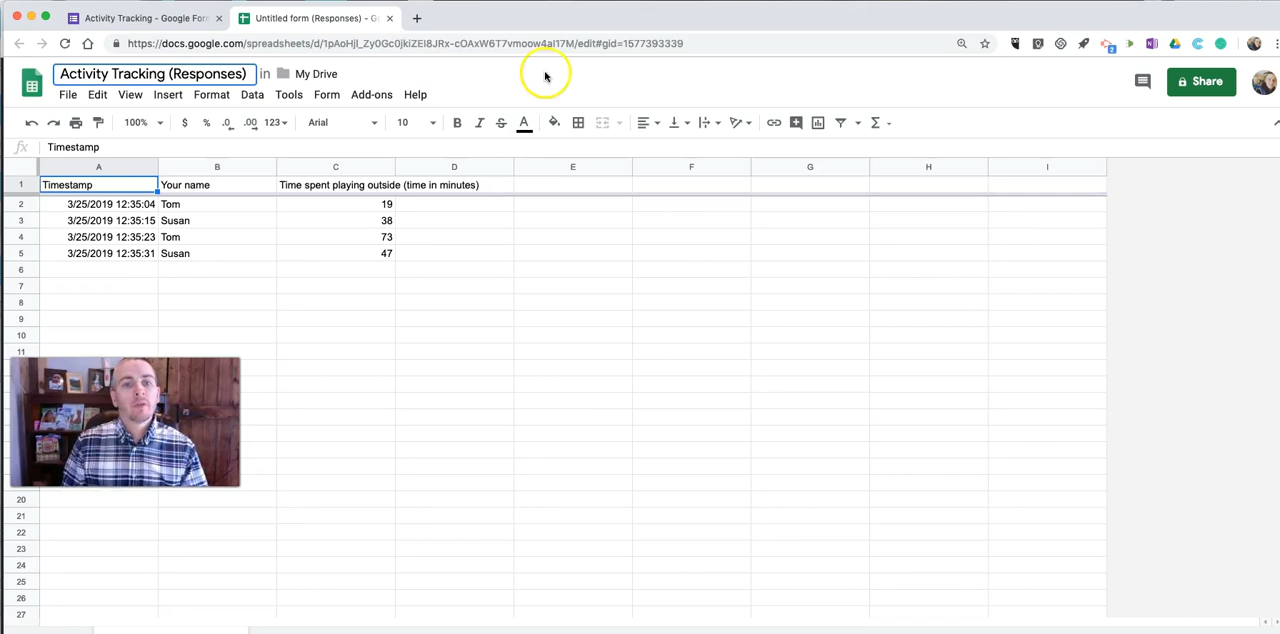 Activity Tracking - Google For
Untitled form (Responses) - G
https://docs.google.com/spreadsheets/d/1pAoHjl_Zy0Gc0jkiZEI8JRx-cOAxW6T7vmoow4aI17M/edit#gid=1577393339
Activity Tracking (Responses) in My Drive
Share
File Edit View Insert Format Data Tools Form Add-ons Help
100% $ % .0 .00 123 Arial 10 B I S A
fx Timestamp
A B C D E F G H I
1 Timestamp Your name Time spent playing outside (time in minutes)
2 3/25/2019 12:35:04 Tom 19
3 3/25/2019 12:35:15 Susan 38
4 3/25/2019 12:35:23 Tom 73
5 3/25/2019 12:35:31 Susan 47
6
7
8
9
10
11
20
21
22
23
24
25
26
27